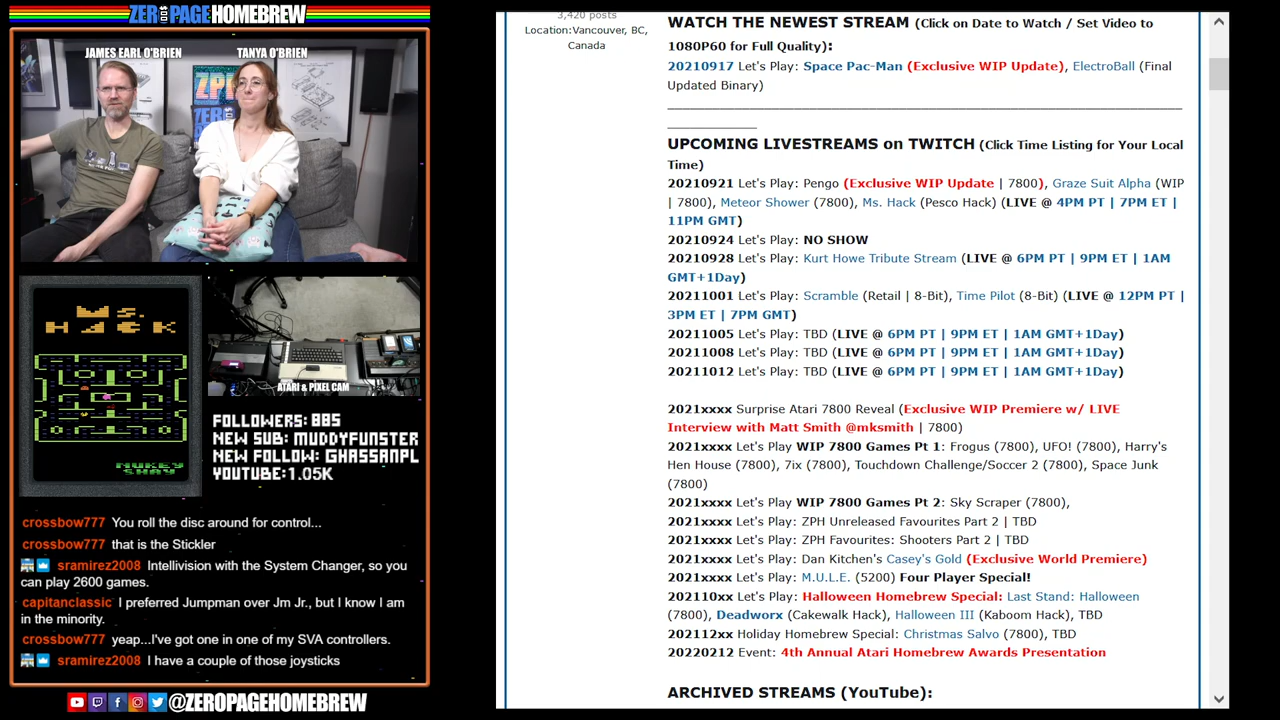 ZEROPAGEHOMEBREW
JAMES EARL O'BRIEN
TANYA O'BRIEN
MS. HACK
NUKEY SHAY
ATARI & PIXEL CAM
FOLLOWERS: 885
NEW SUB: MUDDYFUNSTER
NEW FOLLOW: GHASSANPL
YOUTUBE:1.05K
crossbow777 You roll the disc around for control...
crossbow777 that is the Stickler
sramirez2008 Intellivision with the System Changer, so you
can play 2600 games.
capitanclassic I preferred Jumpman over Jm Jr., but I know I am
in the minority.
crossbow777 yeap...I've got one in one of my SVA controllers.
sramirez2008 I have a couple of those joysticks
@ZEROPAGEHOMEBREW
3,420 posts
Location:Vancouver, BC,
Canada
WATCH THE NEWEST STREAM (Click on Date to Watch / Set Video to
1080P60 for Full Quality):
20210917 Let's Play: Space Pac-Man (Exclusive WIP Update), ElectroBall (Final
Updated Binary)
UPCOMING LIVESTREAMS on TWITCH (Click Time Listing for Your Local
Time)
20210921 Let's Play: Pengo (Exclusive WIP Update | 7800), Graze Suit Alpha (WIP
| 7800), Meteor Shower (7800), Ms. Hack (Pesco Hack) (LIVE @ 4PM PT | 7PM ET |
11PM GMT)
20210924 Let's Play: NO SHOW
20210928 Let's Play: Kurt Howe Tribute Stream (LIVE @ 6PM PT | 9PM ET | 1AM
GMT+1Day)
20211001 Let's Play: Scramble (Retail | 8-Bit), Time Pilot (8-Bit) (LIVE @ 12PM PT |
3PM ET | 7PM GMT)
20211005 Let's Play: TBD (LIVE @ 6PM PT | 9PM ET | 1AM GMT+1Day)
20211008 Let's Play: TBD (LIVE @ 6PM PT | 9PM ET | 1AM GMT+1Day)
20211012 Let's Play: TBD (LIVE @ 6PM PT | 9PM ET | 1AM GMT+1Day)
2021xxxx Surprise Atari 7800 Reveal (Exclusive WIP Premiere w/ LIVE
Interview with Matt Smith @mksmith | 7800)
2021xxxx Let's Play WIP 7800 Games Pt 1: Frogus (7800), UFO! (7800), Harry's
Hen House (7800), 7ix (7800), Touchdown Challenge/Soccer 2 (7800), Space Junk
(7800)
2021xxxx Let's Play WIP 7800 Games Pt 2: Sky Scraper (7800),
2021xxxx Let's Play: ZPH Unreleased Favourites Part 2 | TBD
2021xxxx Let's Play: ZPH Favourites: Shooters Part 2 | TBD
2021xxxx Let's Play: Dan Kitchen's Casey's Gold (Exclusive World Premiere)
2021xxxx Let's Play: M.U.L.E. (5200) Four Player Special!
202110xx Let's Play: Halloween Homebrew Special: Last Stand: Halloween
(7800), Deadworx (Cakewalk Hack), Halloween III (Kaboom Hack), TBD
202112xx Holiday Homebrew Special: Christmas Salvo (7800), TBD
20220212 Event: 4th Annual Atari Homebrew Awards Presentation
ARCHIVED STREAMS (YouTube):